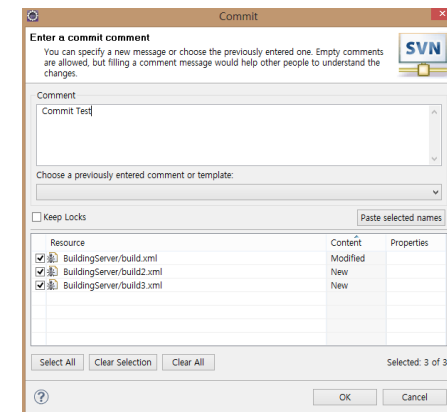 Commit
Enter a commit comment
You can specify a new message or choose the previously entered one. Empty comments
are allowed, but filling a comment message would help other people to understand the
changes.
SVN
Comment
Commit Test
Choose a previously entered comment or template:
Keep Locks
Paste selected names
Resource Content Properties
BuildingServer/build.xml Modified
BuildingServer/build2.xml New
BuildingServer/build3.xml New
Select All Clear Selection Clear All Selected: 3 of 3
? OK Cancel